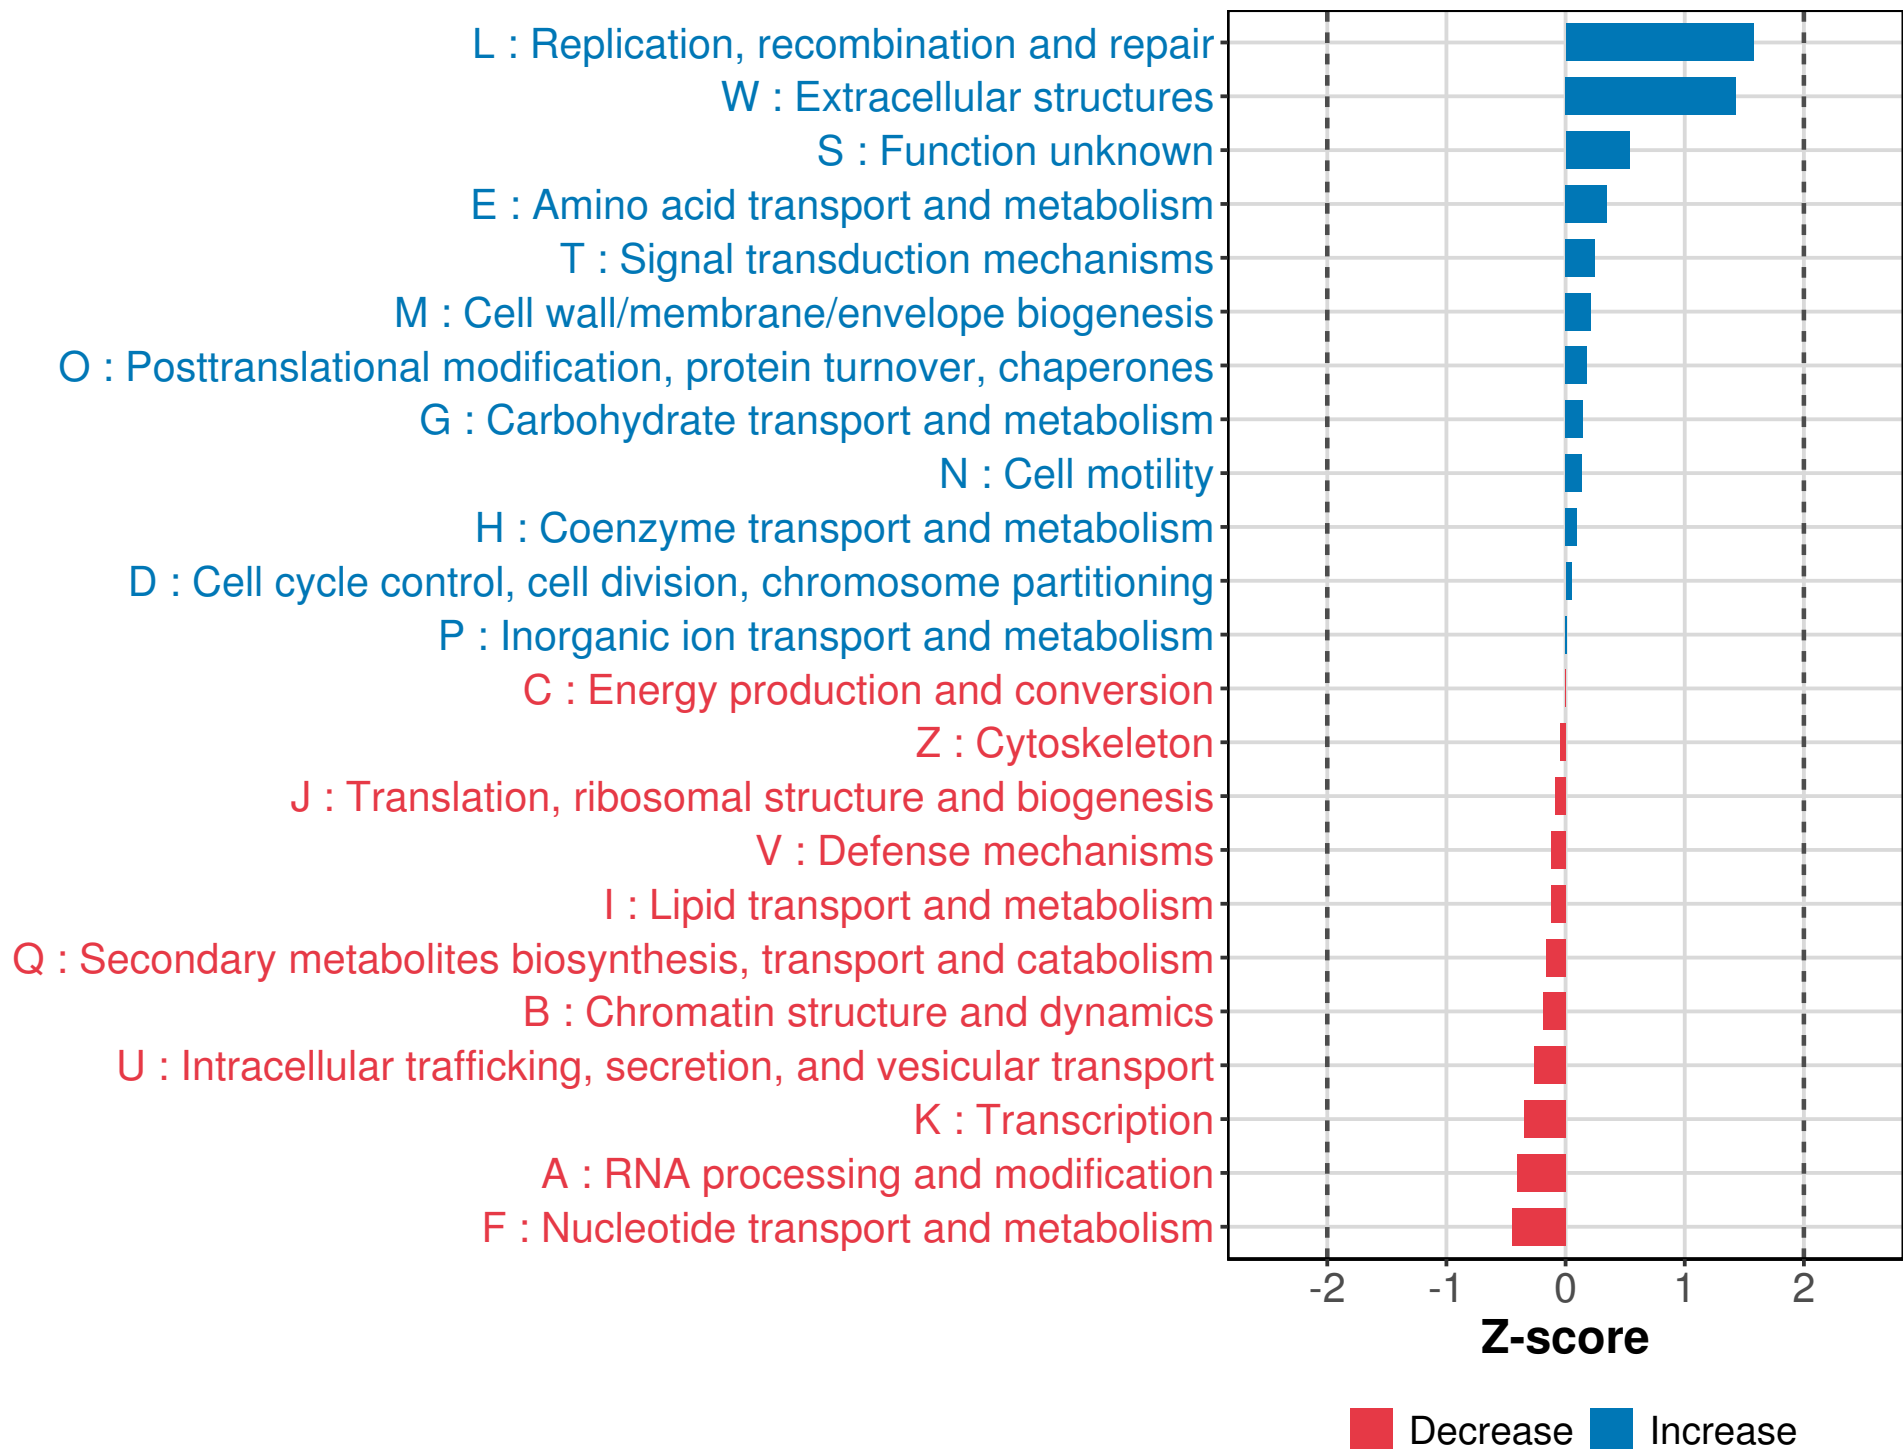 L : Replication, recombination and repair
W : Extracellular structures
S : Function unknown
E : Amino acid transport and metabolism
T : Signal transduction mechanisms
M : Cell wall/membrane/envelope biogenesis
O : Posttranslational modification, protein turnover, chaperones
G : Carbohydrate transport and metabolism
N : Cell motility
H : Coenzyme transport and metabolism
D : Cell cycle control, cell division, chromosome partitioning
P : Inorganic ion transport and metabolism
C : Energy production and conversion
Z : Cytoskeleton
J : Translation, ribosomal structure and biogenesis
V : Defense mechanisms
I : Lipid transport and metabolism
Q : Secondary metabolites biosynthesis, transport and catabolism
B : Chromatin structure and dynamics
U : Intracellular trafficking, secretion, and vesicular transport
K : Transcription
A : RNA processing and modification
F : Nucleotide transport and metabolism
-2 -1 0 1 2
Z-score
Decrease Increase